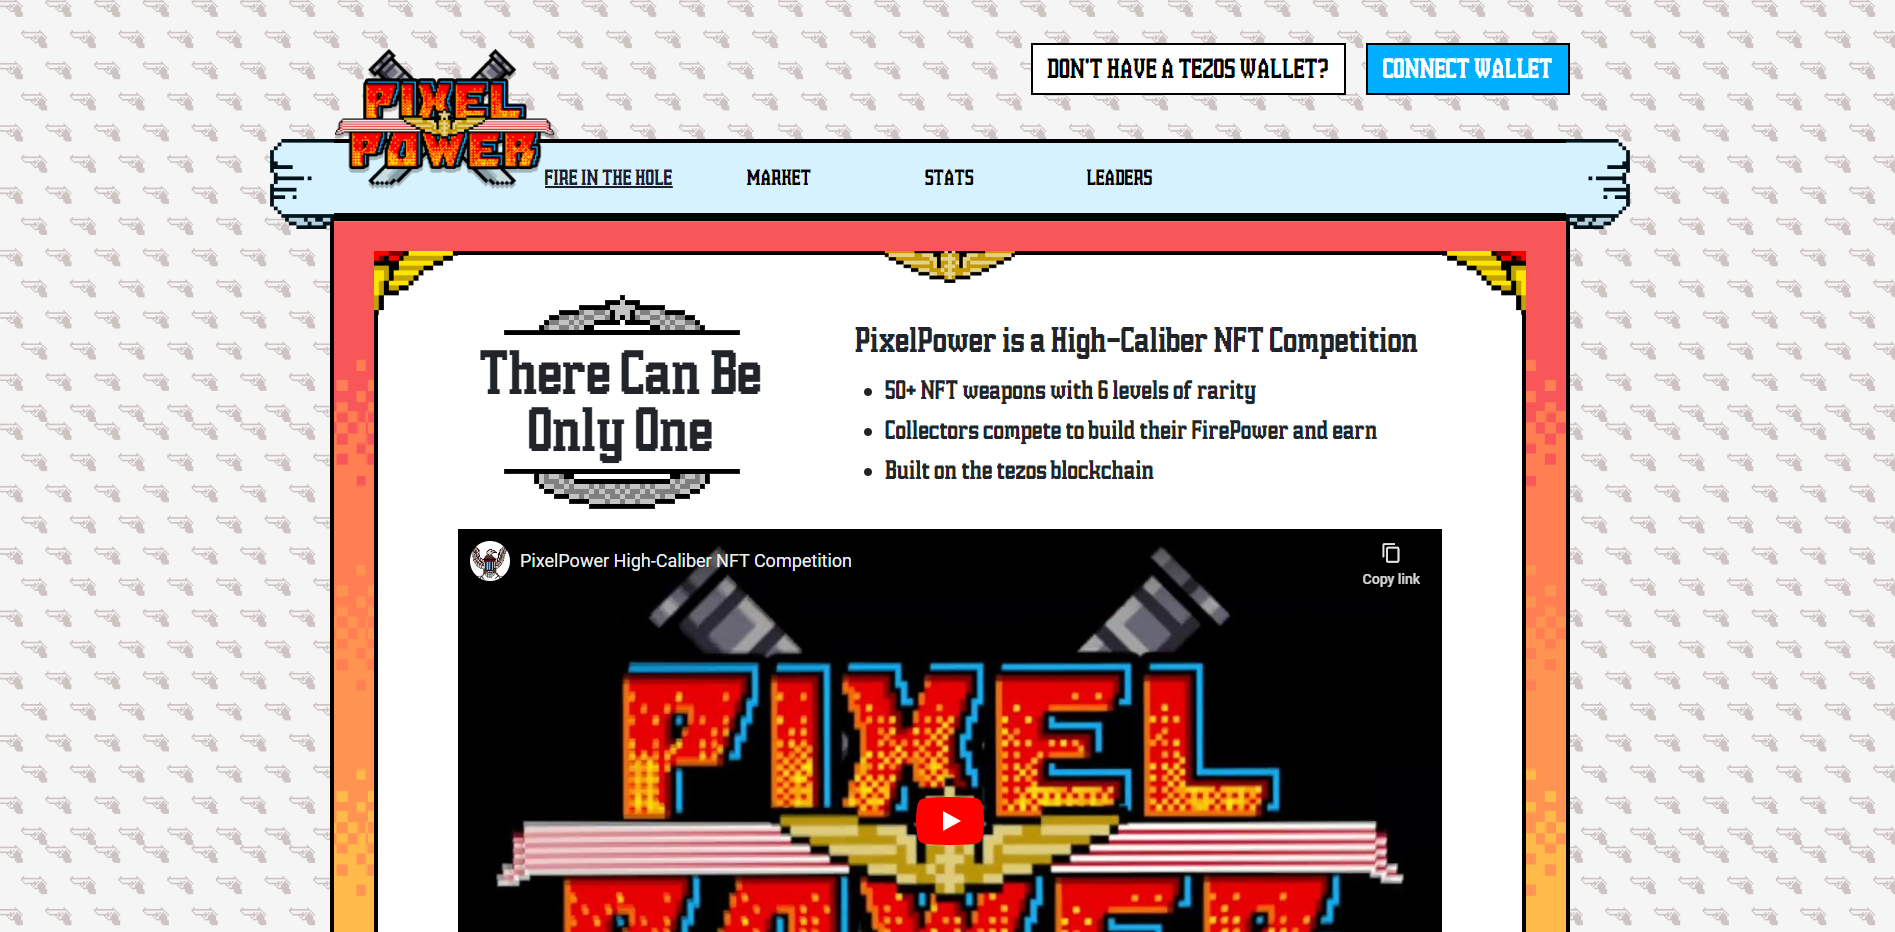 PIXEL
POWER
DON'T HAVE A TEZOS WALLET?
CONNECT WALLET
FIRE IN THE HOLE
MARKET
STATS
LEADERS
There Can Be
Only One
PixelPower is a High-Caliber NFT Competition
50+ NFT weapons with 6 levels of rarity
Collectors compete to build their FirePower and earn
Built on the tezos blockchain
PixelPower High-Caliber NFT Competition
Copy link
PIXEL
POWER